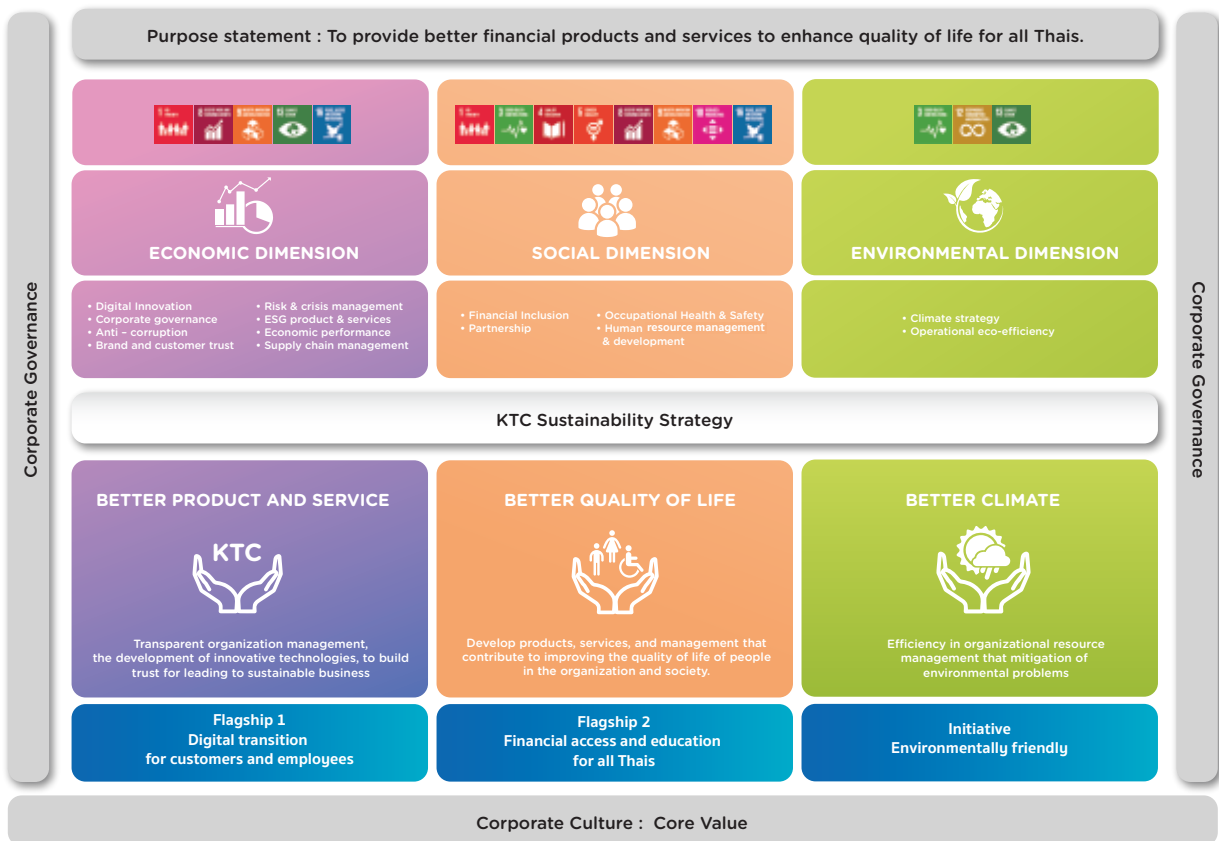 Purpose statement : To provide better financial products and services to enhance quality of life for all Thais.
Corporate Governance
Corporate Governance
ECONOMIC DIMENSION
SOCIAL DIMENSION
ENVIRONMENTAL DIMENSION
• Digital Innovation
• Corporate governance
• Anti – corruption
• Brand and customer trust
• Risk & crisis management
• ESG product & services
• Economic performance
• Supply chain management
• Financial Inclusion
• Partnership
• Occupational Health & Safety
• Human resource management
& development
• Climate strategy
• Operational eco-efficiency
KTC Sustainability Strategy
BETTER PRODUCT AND SERVICE
KTC
Transparent organization management,
the development of innovative technologies, to build
trust for leading to sustainable business
BETTER QUALITY OF LIFE
Develop products, services, and management that
contribute to improving the quality of life of people
in the organization and society.
BETTER CLIMATE
Efficiency in organizational resource
management that mitigation of
environmental problems
Flagship 1
Digital transition
for customers and employees
Flagship 2
Financial access and education
for all Thais
Initiative
Environmentally friendly
Corporate Culture : Core Value